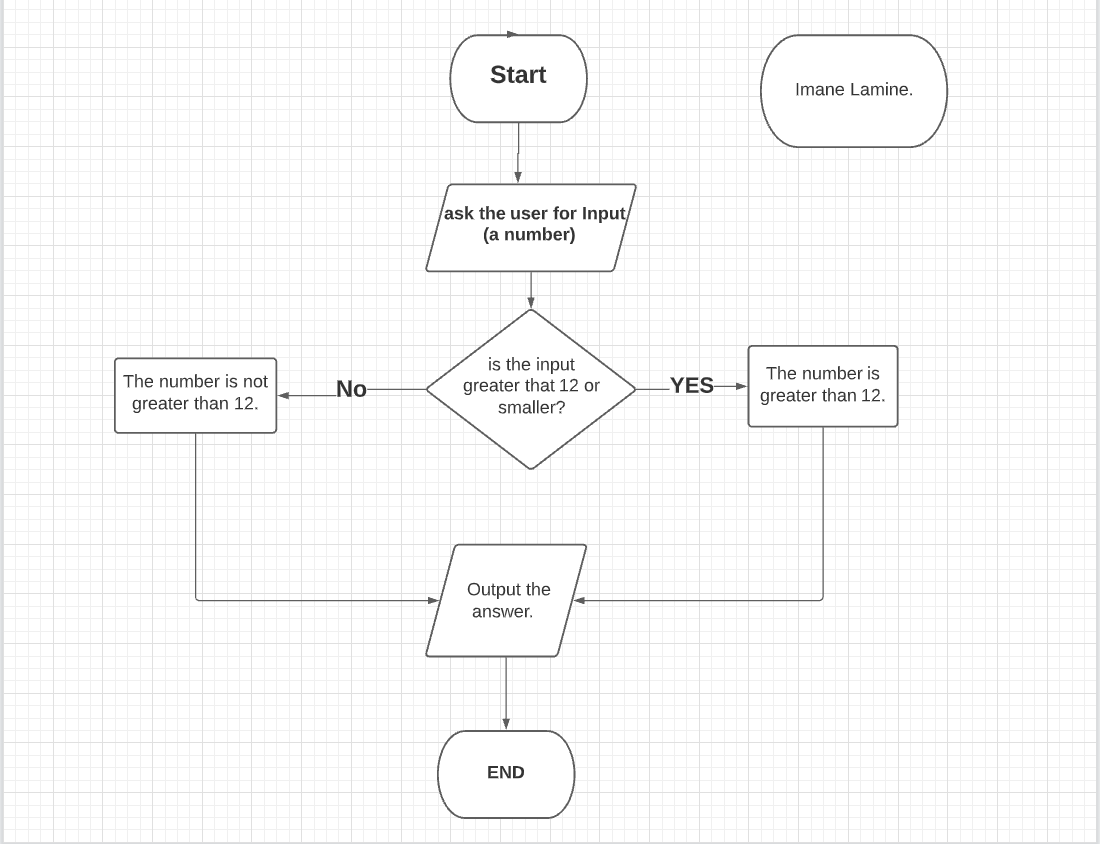 Start
Imane Lamine.
ask the user for Input
(a number)
is the input
greater that 12 or
smaller?
No
YES
The number is not
greater than 12.
The number is
greater than 12.
Output the
answer.
END